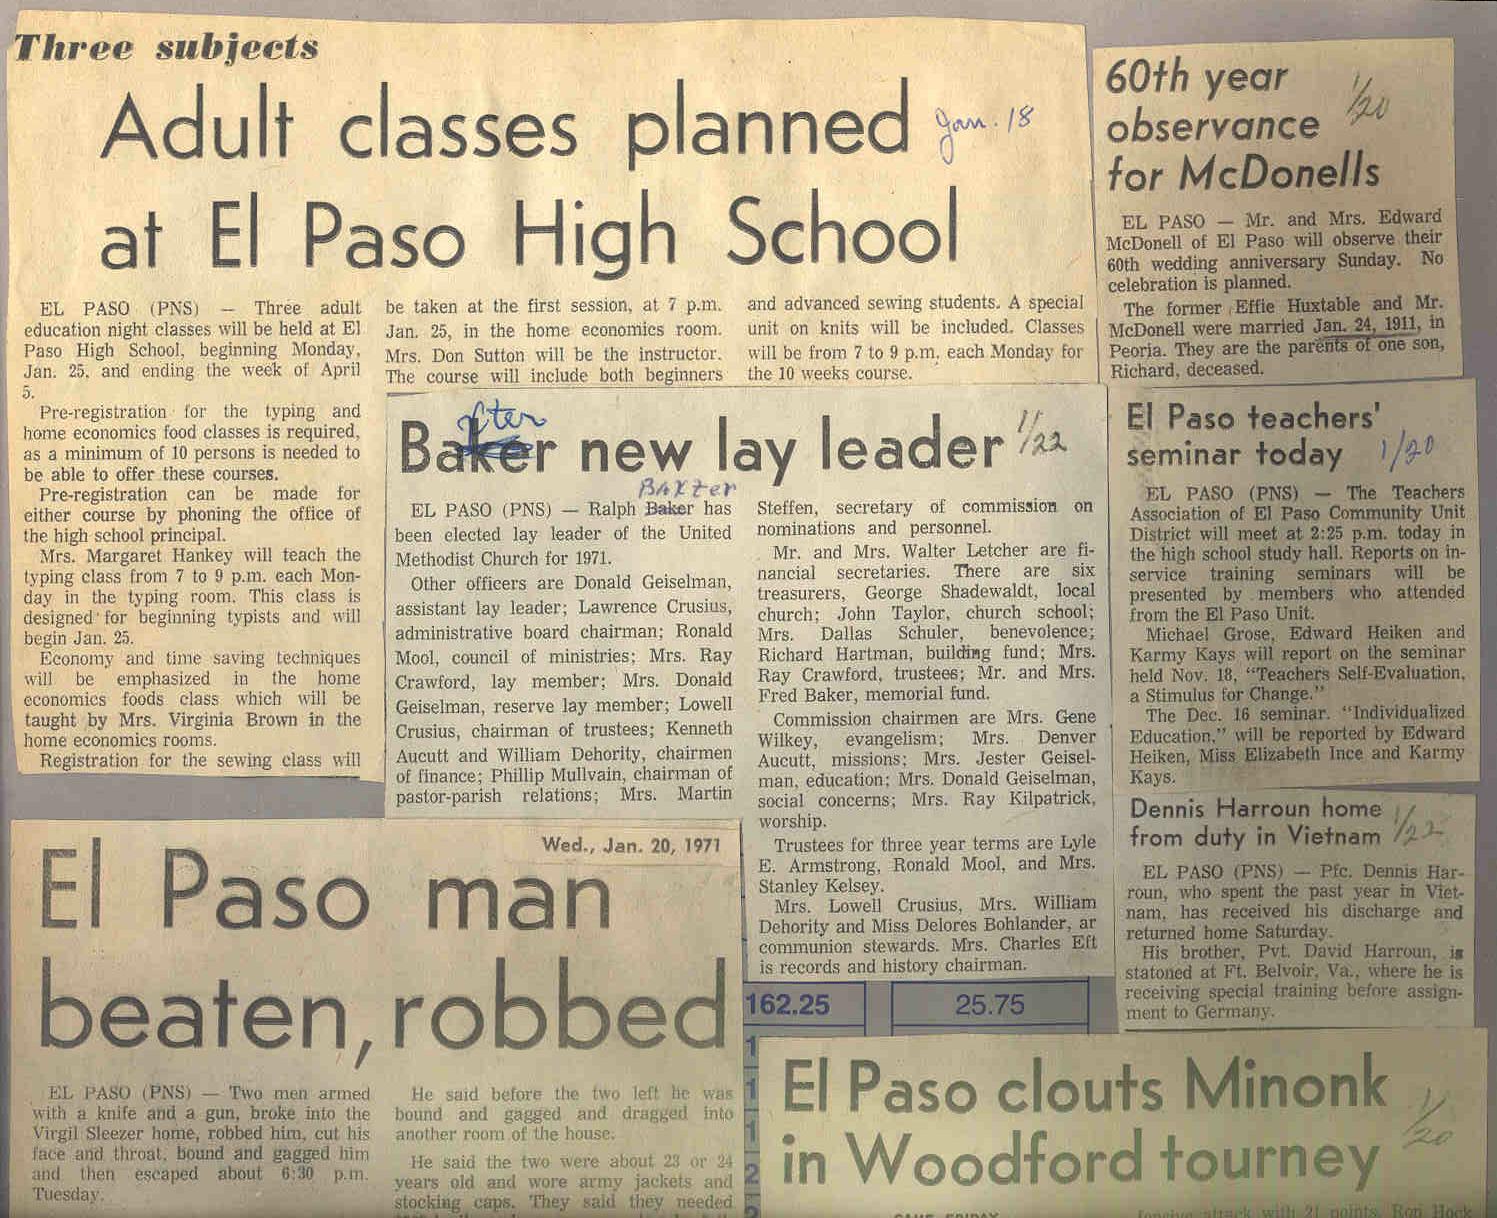 Three subjects
Adult classes planned
Jan. 18
at El Paso High School
EL PASO (PNS) — Three adult
education night classes will be held at El
Paso High School, beginning Monday,
Jan. 25, and ending the week of April
5.
Pre-registration for the typing and
home economics food classes is required,
as a minimum of 10 persons is needed to
be able to offer these courses.
Pre-registration can be made for
either course by phoning the office of
the high school principal.
Mrs. Margaret Hankey will teach the
typing class from 7 to 9 p.m. each Mon-
day in the typing room. This class is
designed for beginning typists and will
begin Jan. 25.
Economy and time saving techniques
will be emphasized in the home
economics foods class which will be
taught by Mrs. Virginia Brown in the
home economics rooms.
Registration for the sewing class will
be taken at the first session, at 7 p.m.
Jan. 25, in the home economics room.
Mrs. Don Sutton will be the instructor.
The course will include both beginners
and advanced sewing students. A special
unit on knits will be included. Classes
will be from 7 to 9 p.m. each Monday for
the 10 weeks course.
60th year
1/20
observance
for McDonells
EL PASO — Mr. and Mrs. Edward
McDonell of El Paso will observe their
60th wedding anniversary Sunday. No
celebration is planned.
The former Effie Huxtable and Mr.
McDonell were married Jan. 24, 1911, in
Peoria. They are the parents of one son,
Richard, deceased.
xter
Baker new lay leader
1/22
BAXter
EL PASO (PNS) — Ralph Baker has
been elected lay leader of the United
Methodist Church for 1971.
Other officers are Donald Geiselman,
assistant lay leader; Lawrence Crusius,
administrative board chairman; Ronald
Mool, council of ministries; Mrs. Ray
Crawford, lay member; Mrs. Donald
Geiselman, reserve lay member; Lowell
Crusius, chairman of trustees; Kenneth
Aucutt and William Dehority, chairmen
of finance; Phillip Mullvain, chairman of
pastor-parish relations; Mrs. Martin
Steffen, secretary of commission on
nominations and personnel.
Mr. and Mrs. Walter Letcher are fi-
nancial secretaries. There are six
treasurers, George Shadewaldt, local
church; John Taylor, church school;
Mrs. Dallas Schuler, benevolence;
Richard Hartman, building fund; Mrs.
Ray Crawford, trustees; Mr. and Mrs.
Fred Baker, memorial fund.
Commission chairmen are Mrs. Gene
Wilkey, evangelism; Mrs. Denver
Aucutt, missions; Mrs. Jester Geisel-
man, education; Mrs. Donald Geiselman,
social concerns; Mrs. Ray Kilpatrick,
worship.
Trustees for three year terms are Lyle
E. Armstrong, Ronald Mool, and Mrs.
Stanley Kelsey.
Mrs. Lowell Crusius, Mrs. William
Dehority and Miss Delores Bohlander, ar
communion stewards. Mrs. Charles Eft
is records and history chairman.
El Paso teachers'
seminar today
1/20
EL PASO (PNS) — The Teachers
Association of El Paso Community Unit
District will meet at 2:25 p.m. today in
the high school study hall. Reports on in-
service training seminars will be
presented by members who attended
from the El Paso Unit.
Michael Grose, Edward Heiken and
Karmy Kays will report on the seminar
held Nov. 18, "Teachers Self-Evaluation,
a Stimulus for Change."
The Dec. 16 seminar. "Individualized
Education," will be reported by Edward
Heiken, Miss Elizabeth Ince and Karmy
Kays.
Dennis Harroun home
from duty in Vietnam
1/22
EL PASO (PNS) — Pfc. Dennis Har-
roun, who spent the past year in Viet-
nam, has received his discharge and
returned home Saturday.
His brother, Pvt. David Harroun, is
statoned at Ft. Belvoir, Va., where he is
receiving special training before assign-
ment to Germany.
Wed., Jan. 20, 1971
El Paso man
beaten, robbed
EL PASO (PNS) — Two men armed
with a knife and a gun, broke into the
Virgil Sleezer home, robbed him, cut his
face and throat, bound and gagged him
and then escaped about 6:30 p.m.
Tuesday.
He said before the two left he was
bound and gagged and dragged into
another room of the house.
He said the two were about 23 or 24
years old and wore army jackets and
stocking caps. They said they needed
162.25
25.75
1
1
1
2
2
El Paso clouts Minonk
1/20
in Woodford tourney
GAME FRIDAY
attack with 21 points. Ron Hock